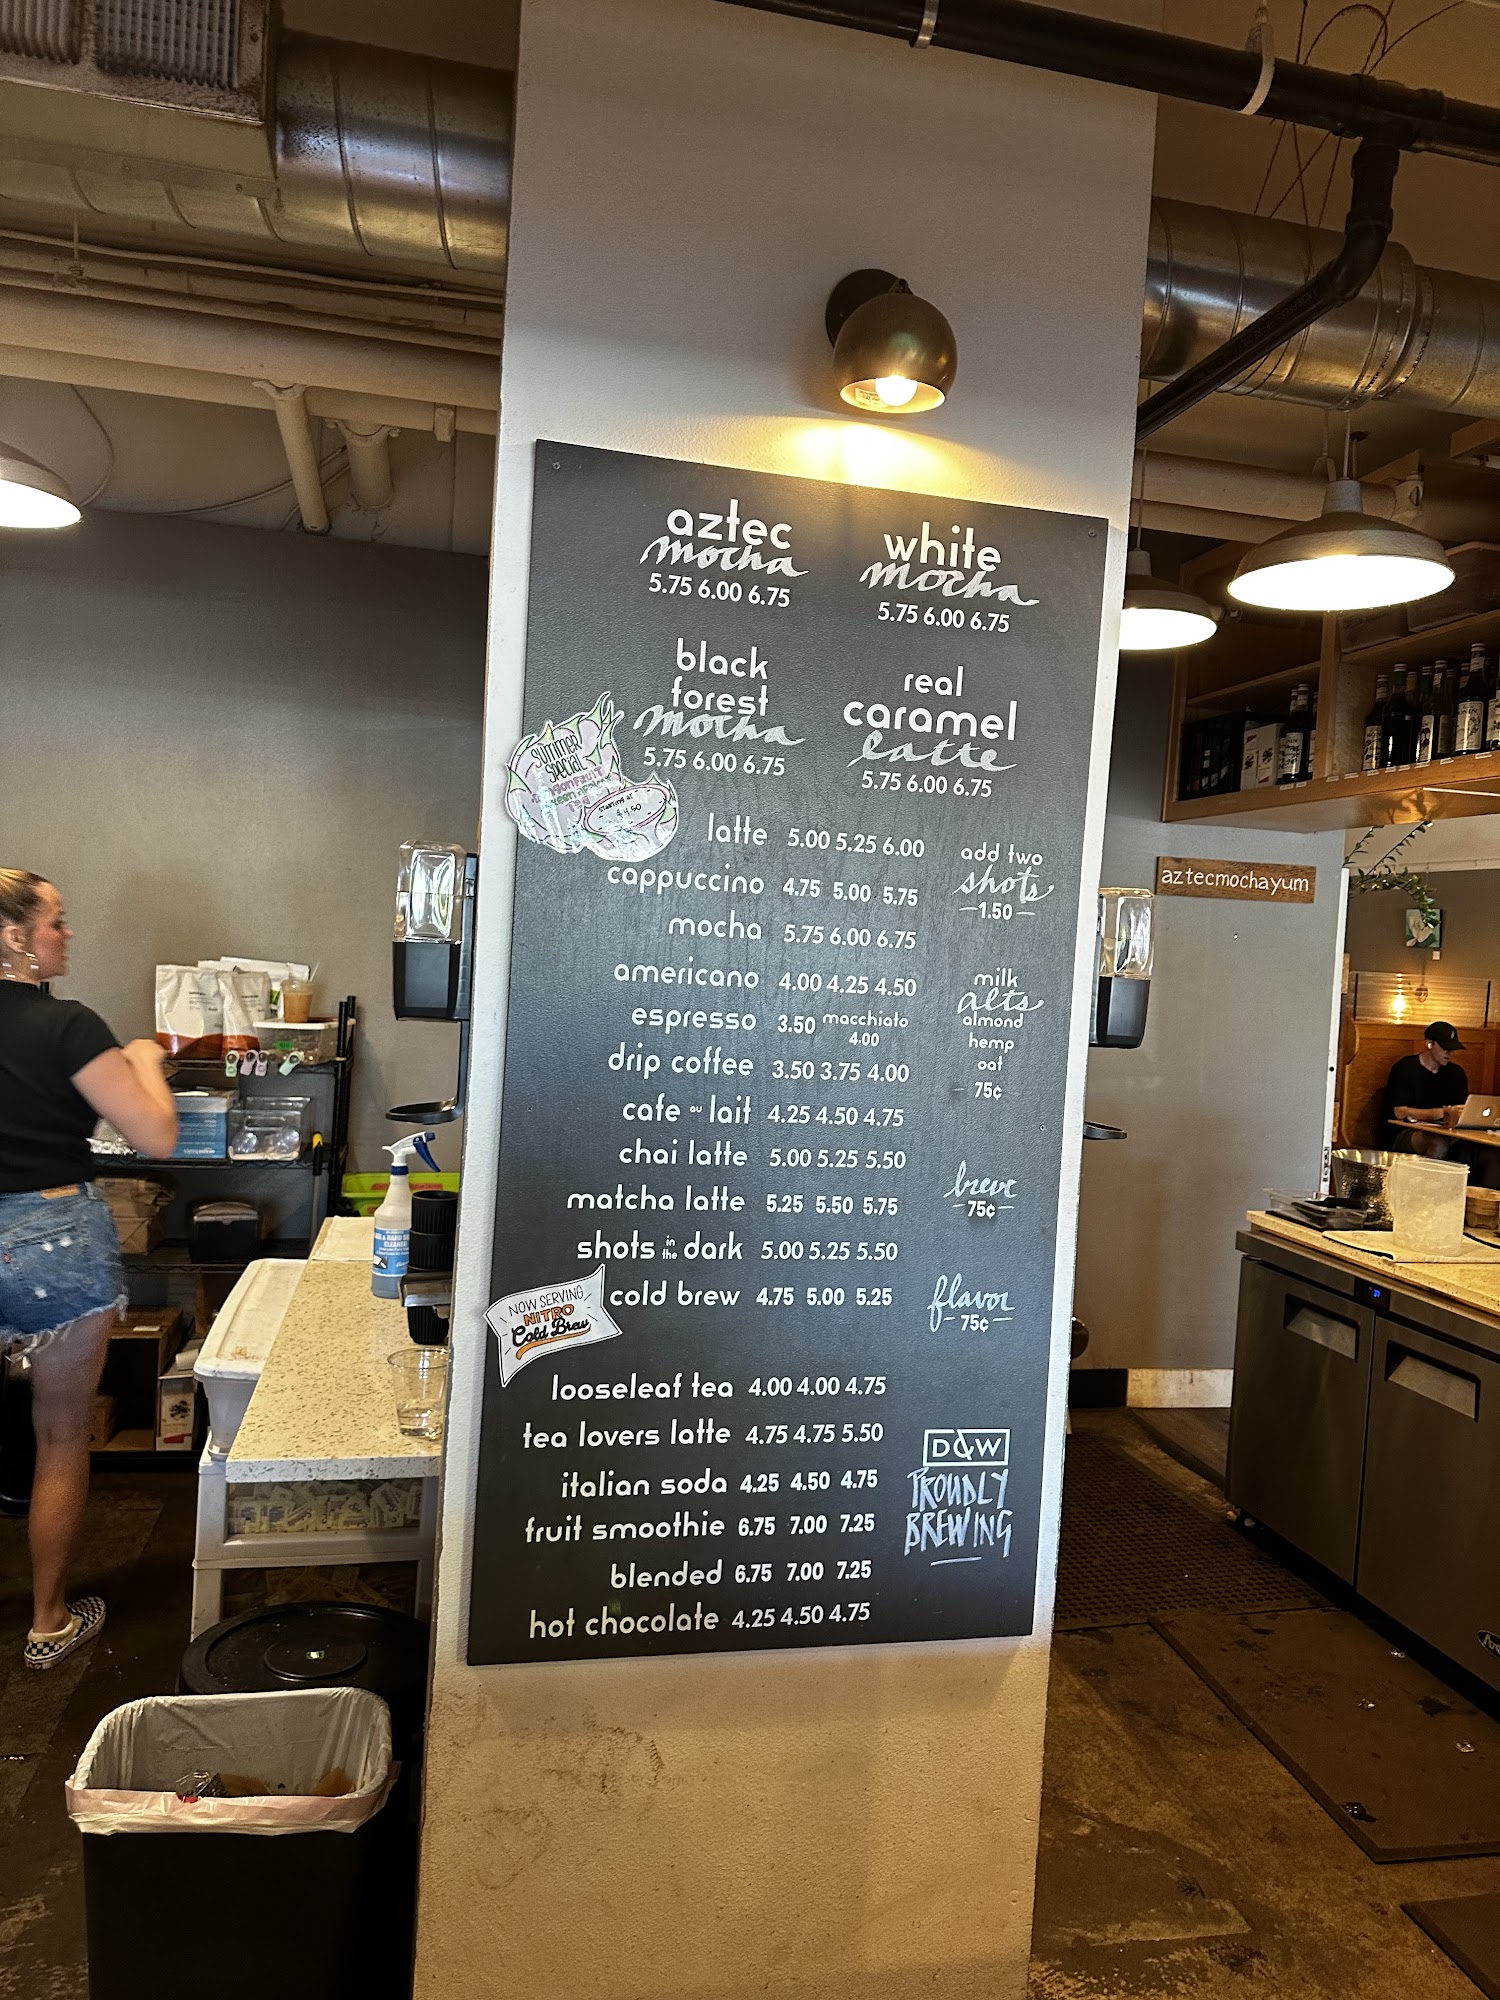 aztec
mocha
5.75 6.00 6.75
white
mocha
5.75 6.00 6.75
black
forest
mocha
5.75 6.00 6.75
real
caramel
latte
5.75 6.00 6.75
Summer
Special
TEA
STARTING AT
$4.50
latte 5.00 5.25 6.00
cappuccino 4.75 5.00 5.75
mocha 5.75 6.00 6.75
americano 4.00 4.25 4.50
espresso 3.50 macchiato 4.00
drip coffee 3.50 3.75 4.00
cafe au lait 4.25 4.50 4.75
chai latte 5.00 5.25 5.50
matcha latte 5.25 5.50 5.75
shots in the dark 5.00 5.25 5.50
cold brew 4.75 5.00 5.25
NOW SERVING
NITRO
Cold Brew
looseleaf tea 4.00 4.00 4.75
tea lovers latte 4.75 4.75 5.50
italian soda 4.25 4.50 4.75
fruit smoothie 6.75 7.00 7.25
blended 6.75 7.00 7.25
hot chocolate 4.25 4.50 4.75
add two
shots
-1.50-
milk
alts
almond
hemp
oat
75¢
breve
-75¢-
flavor
-75¢-
D&W
PROUDLY
BREWING
aztecmochayum